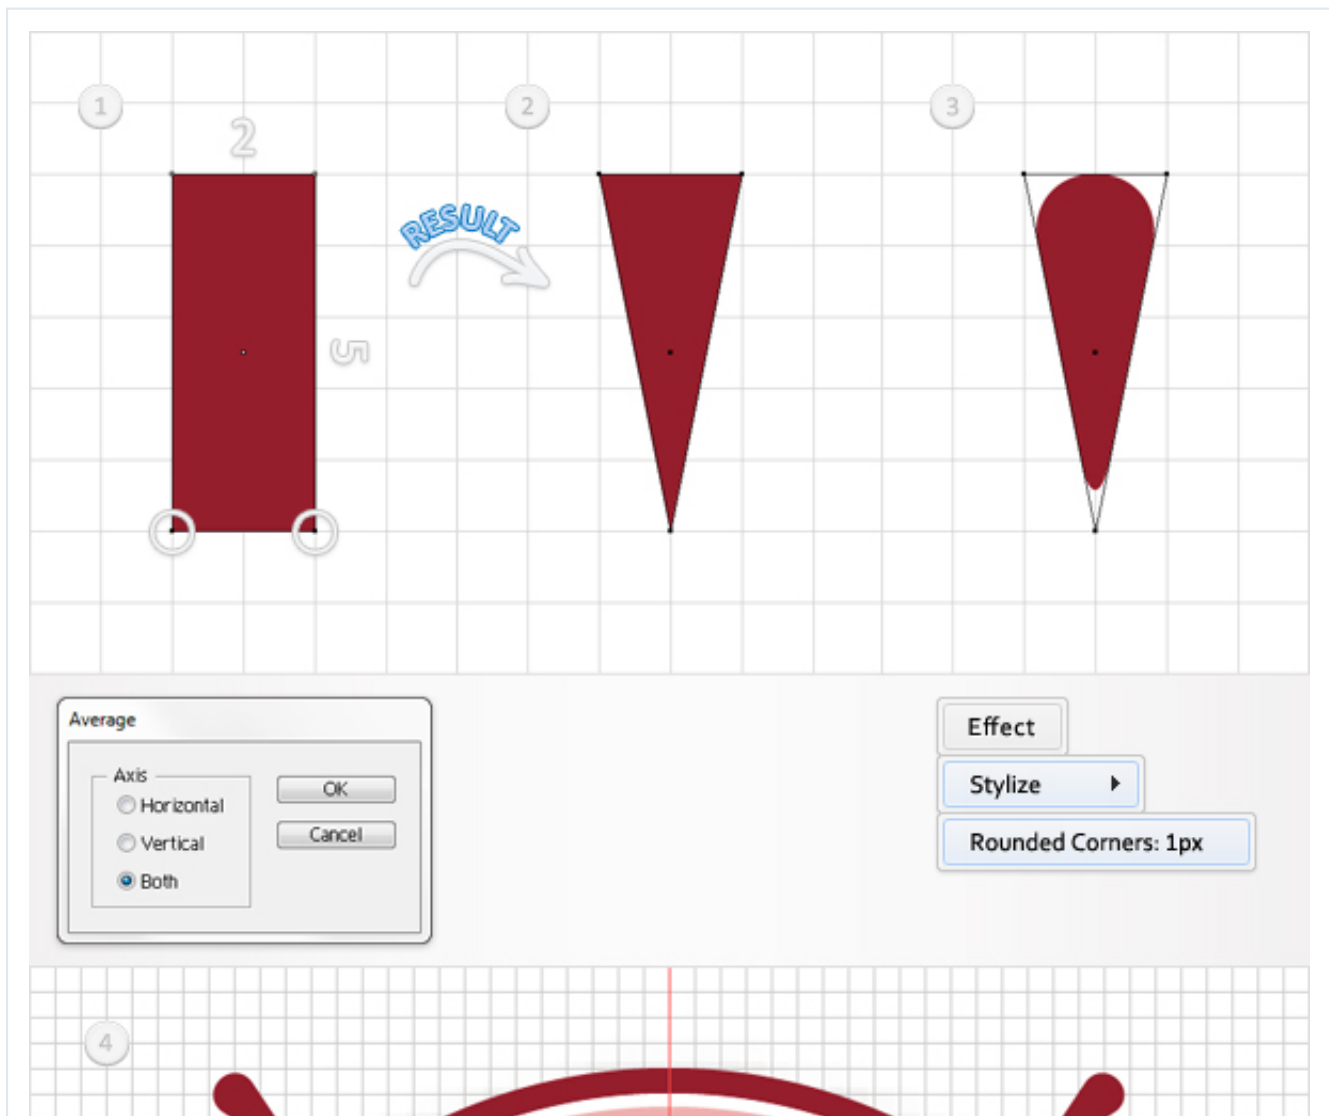 1
2
3
2
RESULT
5
Average
Axis
Horizontal
Vertical
Both
OK
Cancel
Effect
Stylize
Rounded Corners: 1px
4